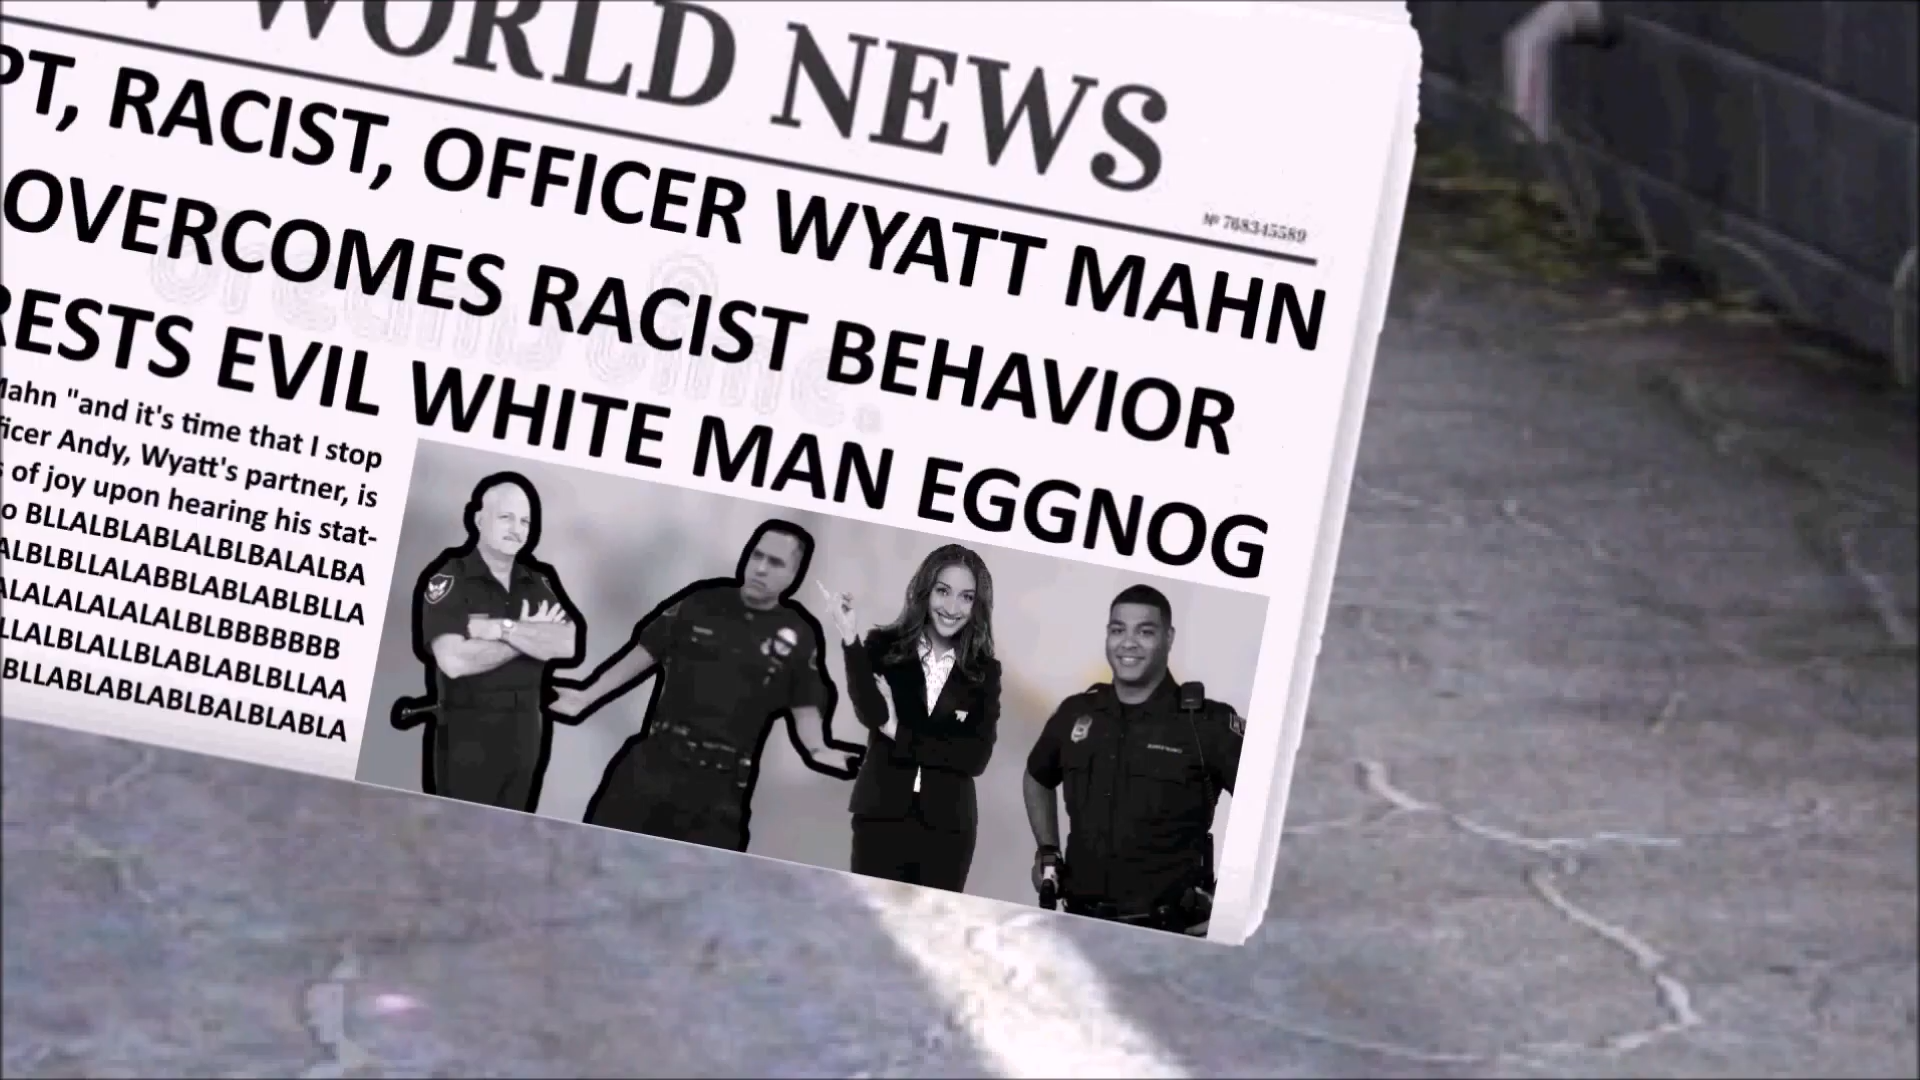 WORLD NEWS
№ 768345589
PT, RACIST, OFFICER WYATT MAHN
OVERCOMES RACIST BEHAVIOR
RESTS EVIL WHITE MAN EGGNOG
Mahn "and it's time that I stop
ficer Andy, Wyatt's partner, is
s of joy upon hearing his stat-
o BLLALBLABLALBLBALALBA
ALBLBLLALABBLABLABLBLLA
ALALALALALALBLBBBBBBB
LLALBLALLBLABLABLBLLAA
BLLABLABLABLBALBLABLA